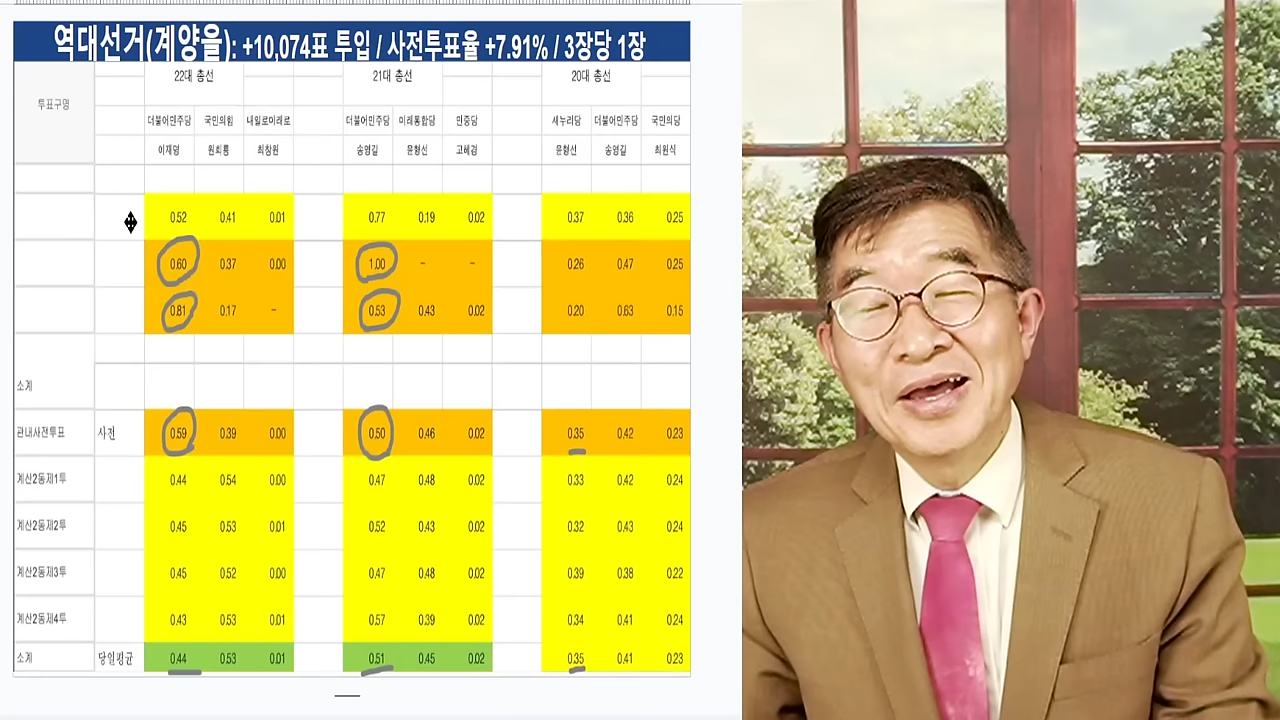 역대선거(계양을): +10,074표 투입 / 사전투표율 +7.91% / 3장당 1장
22대 총선 21대 총선 20대 총선
투표구명
더불어민주당 국민의힘 내일로미래로 더불어민주당 미래통합당 민중당 새누리당 더불어민주당 국민의당
이재명 원희룡 최창원 송영길 윤형선 고혜경 윤형선 송영길 최원식
0.52 0.41 0.01 0.77 0.19 0.02 0.37 0.36 0.25
0.60 0.37 0.00 1.00 - - 0.26 0.47 0.25
0.81 0.17 - 0.53 0.43 0.02 0.20 0.63 0.15
소계
관내사전투표 사전 0.59 0.39 0.00 0.50 0.46 0.02 0.35 0.42 0.23
계산2동제1투 0.44 0.54 0.00 0.47 0.48 0.02 0.33 0.42 0.24
계산2동제2투 0.45 0.53 0.01 0.52 0.43 0.02 0.32 0.43 0.24
계산2동제3투 0.45 0.52 0.00 0.47 0.48 0.02 0.39 0.38 0.22
계산2동제4투 0.43 0.53 0.01 0.57 0.39 0.02 0.34 0.41 0.24
소계 당일평균 0.44 0.53 0.01 0.51 0.45 0.02 0.35 0.41 0.23